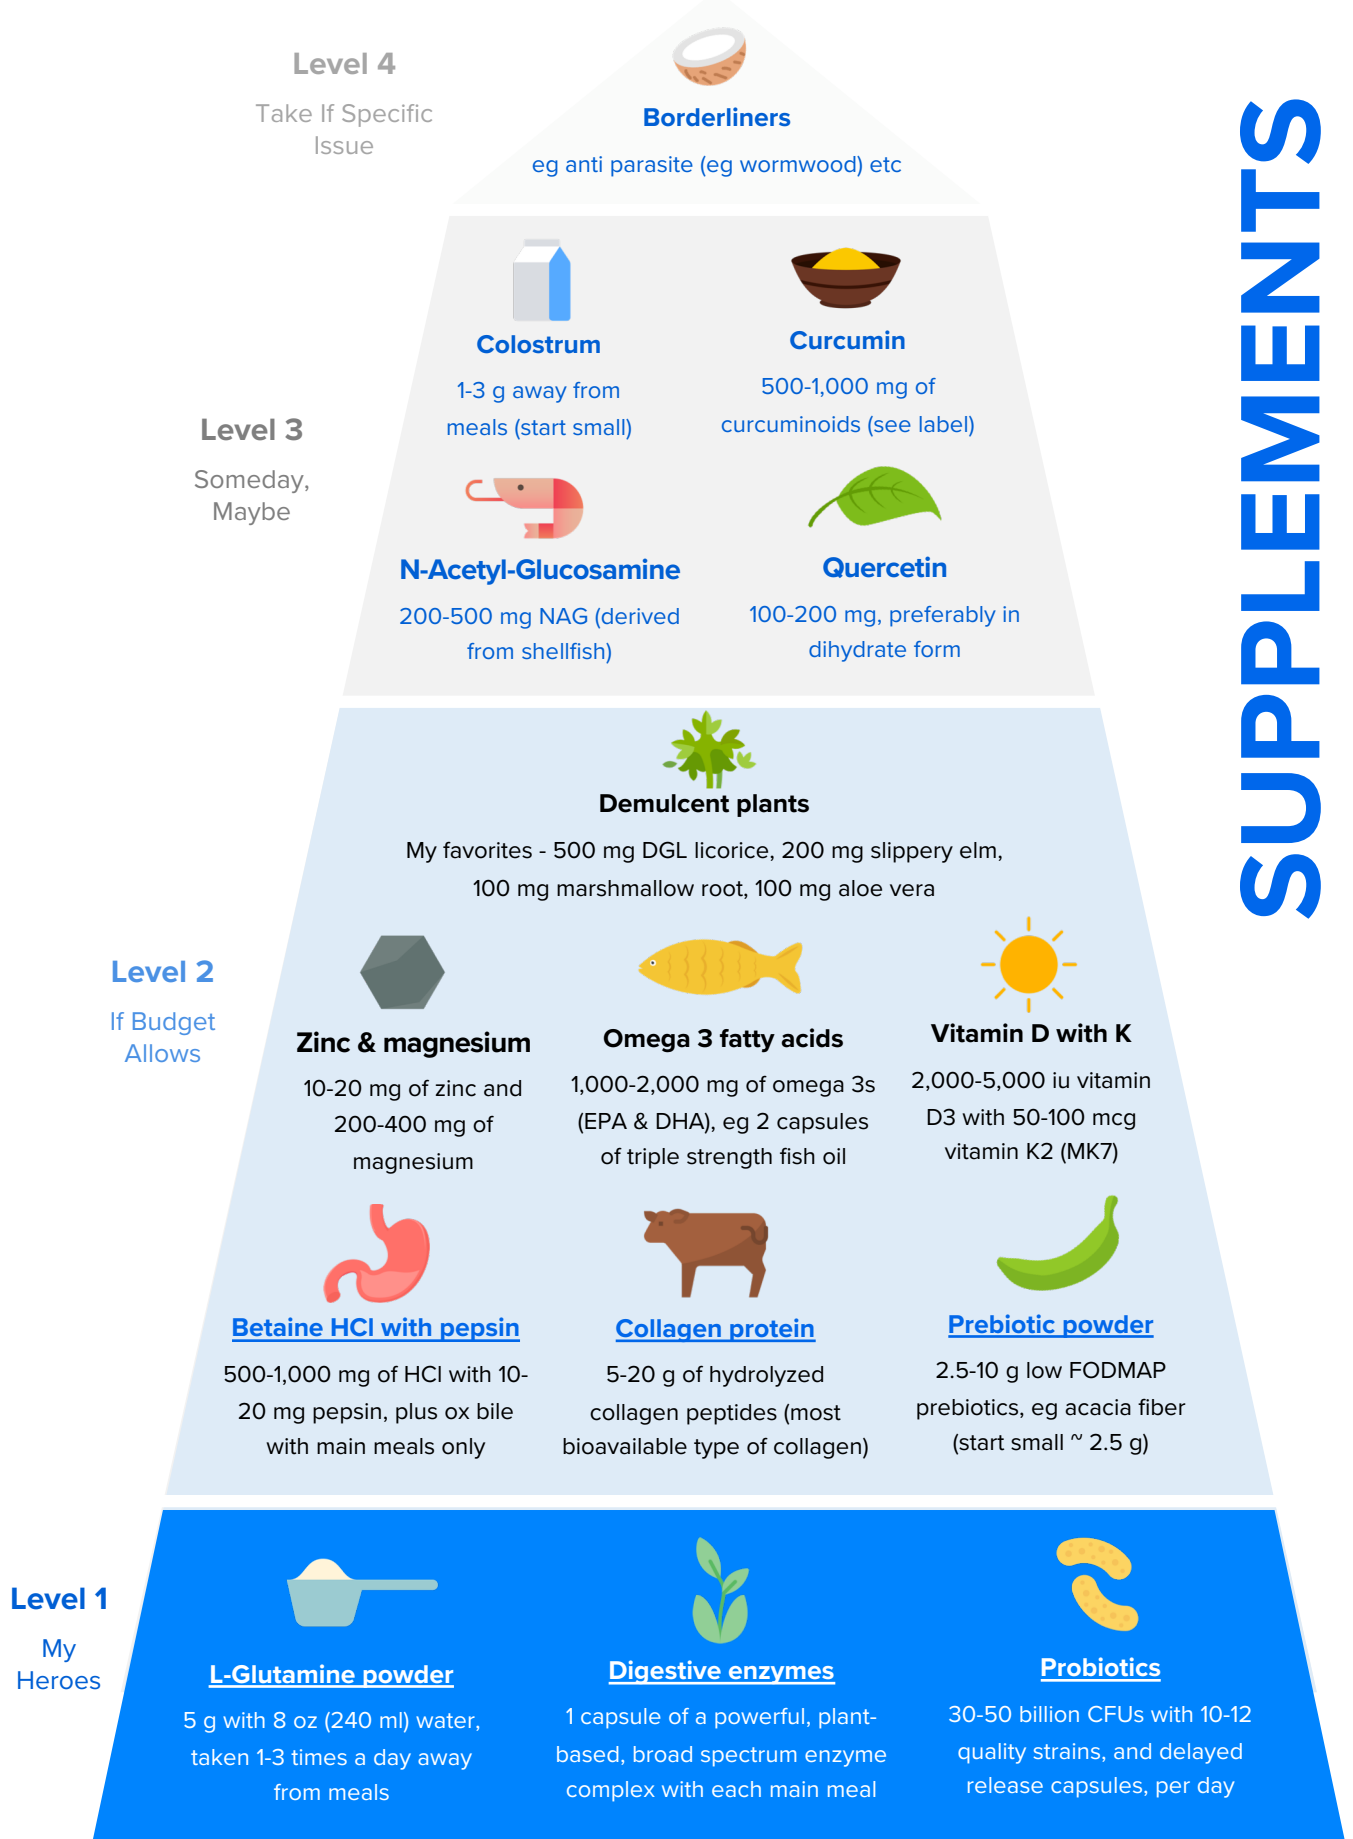 SUPPLEMENTS
Level 4
Take If Specific
Issue
Borderliners
eg anti parasite (eg wormwood) etc
Level 3
Someday,
Maybe
Colostrum
1-3 g away from
meals (start small)
Curcumin
500-1,000 mg of
curcuminoids (see label)
N-Acetyl-Glucosamine
200-500 mg NAG (derived
from shellfish)
Quercetin
100-200 mg, preferably in
dihydrate form
Level 2
If Budget
Allows
Demulcent plants
My favorites - 500 mg DGL licorice, 200 mg slippery elm,
100 mg marshmallow root, 100 mg aloe vera
Zinc & magnesium
10-20 mg of zinc and
200-400 mg of
magnesium
Omega 3 fatty acids
1,000-2,000 mg of omega 3s
(EPA & DHA), eg 2 capsules
of triple strength fish oil
Vitamin D with K
2,000-5,000 iu vitamin
D3 with 50-100 mcg
vitamin K2 (MK7)
Betaine HCl with pepsin
500-1,000 mg of HCl with 10-
20 mg pepsin, plus ox bile
with main meals only
Collagen protein
5-20 g of hydrolyzed
collagen peptides (most
bioavailable type of collagen)
Prebiotic powder
2.5-10 g low FODMAP
prebiotics, eg acacia fiber
(start small ~ 2.5 g)
Level 1
My
Heroes
L-Glutamine powder
5 g with 8 oz (240 ml) water,
taken 1-3 times a day away
from meals
Digestive enzymes
1 capsule of a powerful, plant-
based, broad spectrum enzyme
complex with each main meal
Probiotics
30-50 billion CFUs with 10-12
quality strains, and delayed
release capsules, per day